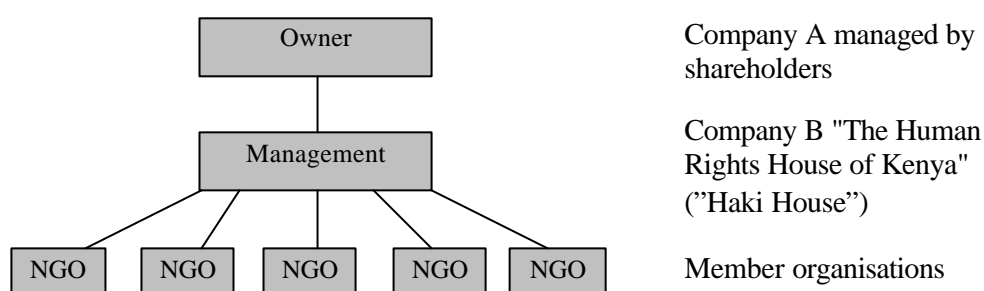 Owner
Company A managed by
shareholders
Management
Company B "The Human
Rights House of Kenya"
(”Haki House”)
NGO NGO NGO NGO NGO
Member organisations